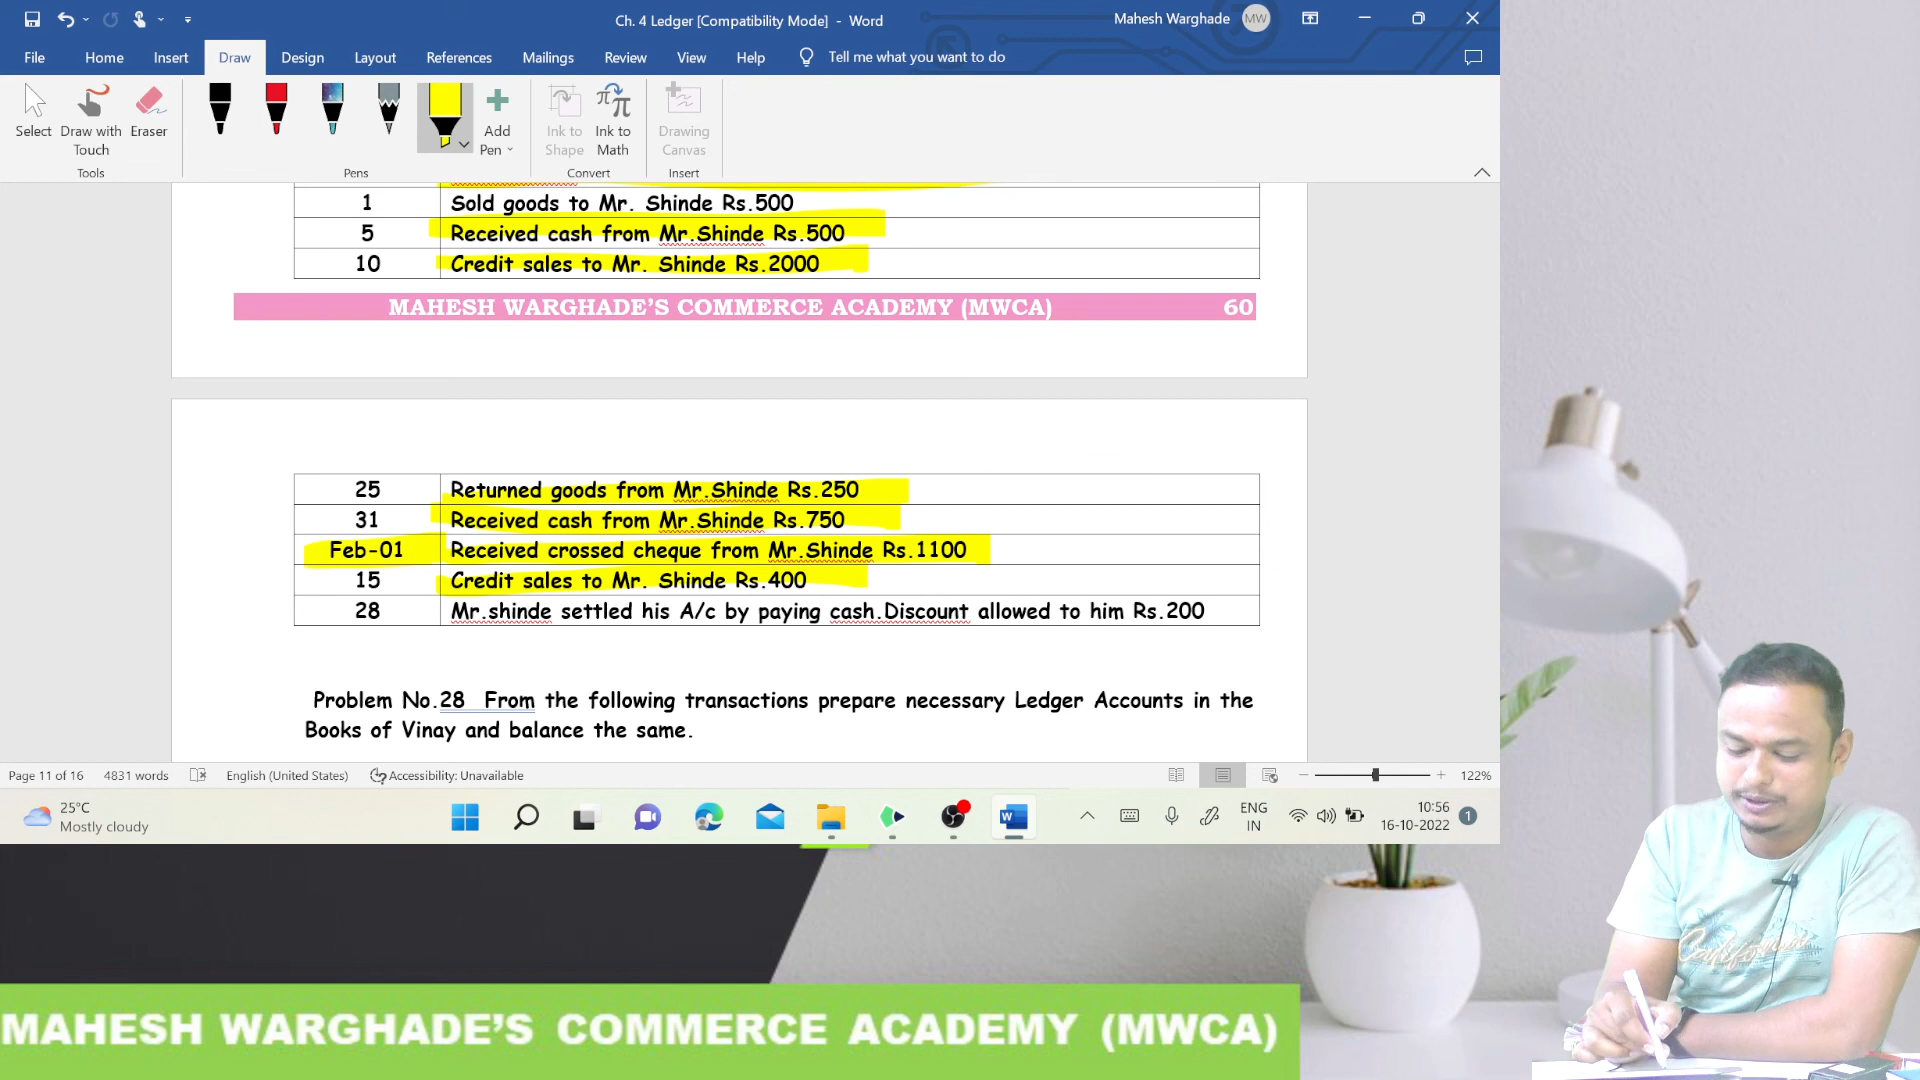 Ch. 4 Ledger [Compatibility Mode] - Word
Mahesh Warghade MW
File Home Insert Draw Design Layout References Mailings Review View Help Tell me what you want to do
Select Draw with Touch Eraser Add Pen Ink to Shape Ink to Math Drawing Canvas
Tools Pens Convert Insert
1 Sold goods to Mr. Shinde Rs.500
5 Received cash from Mr.Shinde Rs.500
10 Credit sales to Mr. Shinde Rs.2000
MAHESH WARGHADE’S COMMERCE ACADEMY (MWCA) 60
25 Returned goods from Mr.Shinde Rs.250
31 Received cash from Mr.Shinde Rs.750
Feb-01 Received crossed cheque from Mr.Shinde Rs.1100
15 Credit sales to Mr. Shinde Rs.400
28 Mr.shinde settled his A/c by paying cash.Discount allowed to him Rs.200
Problem No.28 From the following transactions prepare necessary Ledger Accounts in the
Books of Vinay and balance the same.
Page 11 of 16 4831 words English (United States) Accessibility: Unavailable 122%
25°C
Mostly cloudy
ENG
IN
10:56
16-10-2022
1
MAHESH WARGHADE’S COMMERCE ACADEMY (MWCA)